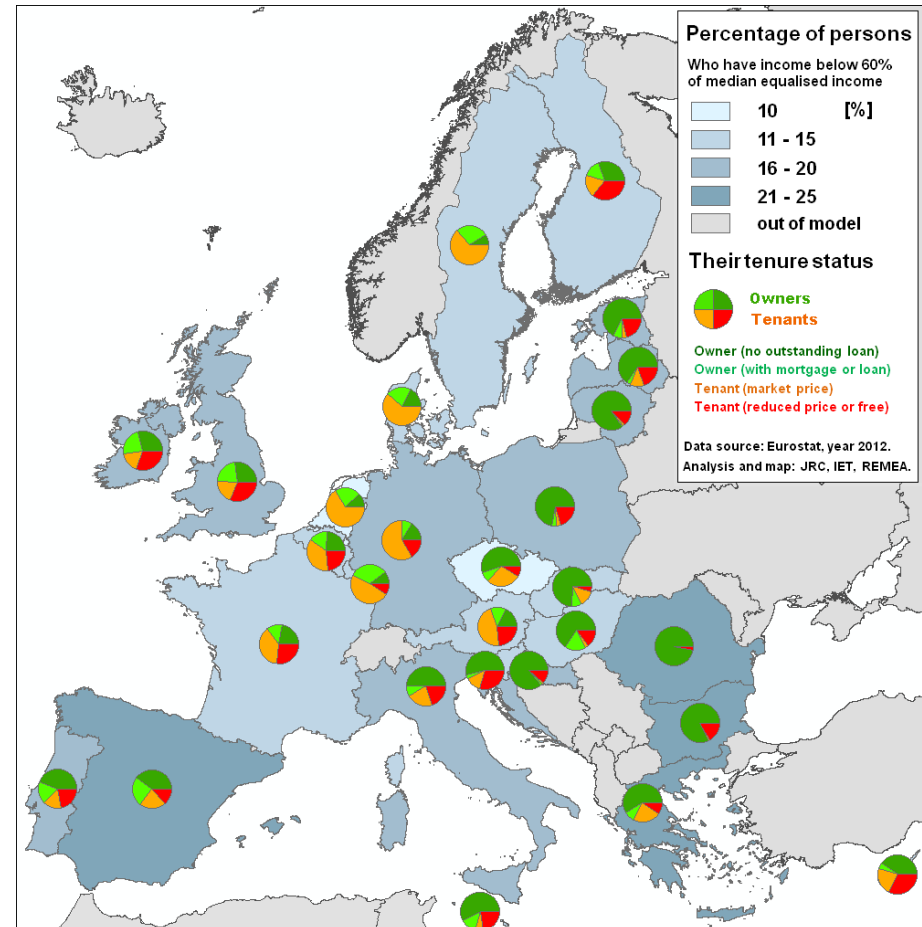 Percentage of persons
Who have income below 60%
of median equalised income
10 [%]
11 - 15
16 - 20
21 - 25
out of model
Their tenure status
Owners
Tenants
Owner (no outstanding loan)
Owner (with mortgage or loan)
Tenant (market price)
Tenant (reduced price or free)
Data source: Eurostat, year 2012.
Analysis and map: JRC, IET, REMEA.